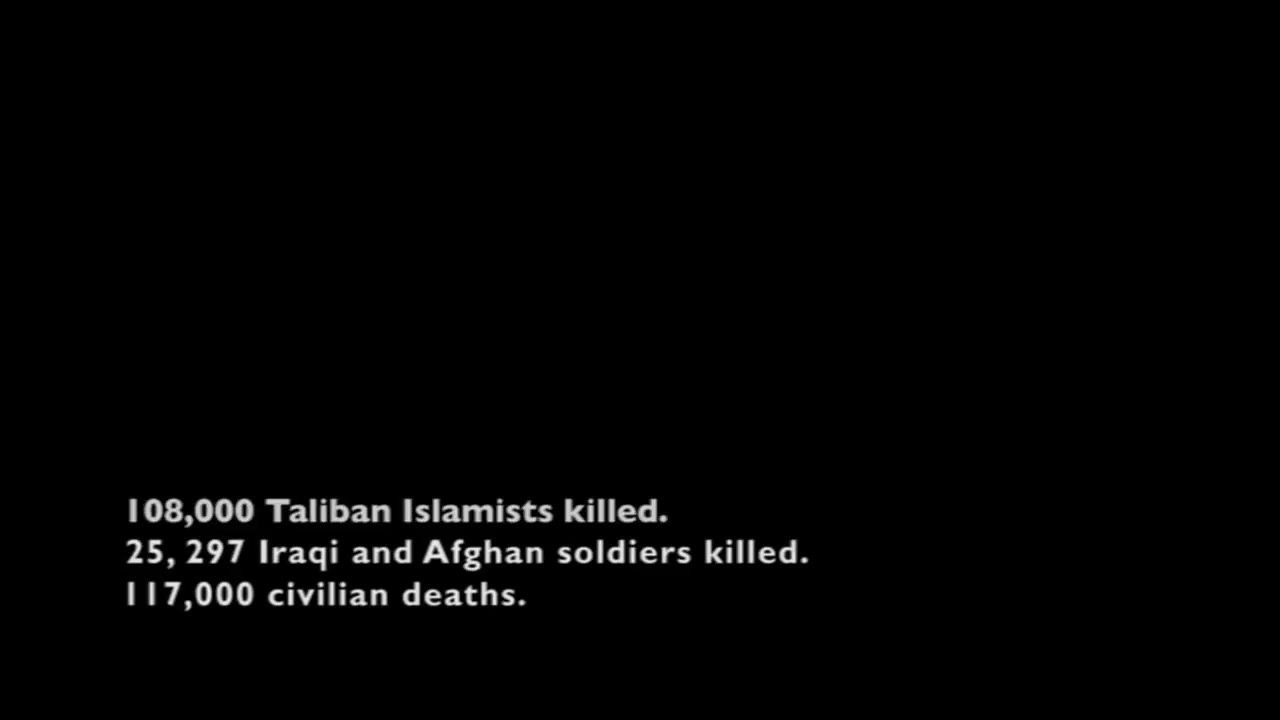 108,000 Taliban Islamists killed.
25, 297 Iraqi and Afghan soldiers killed.
117,000 civilian deaths.